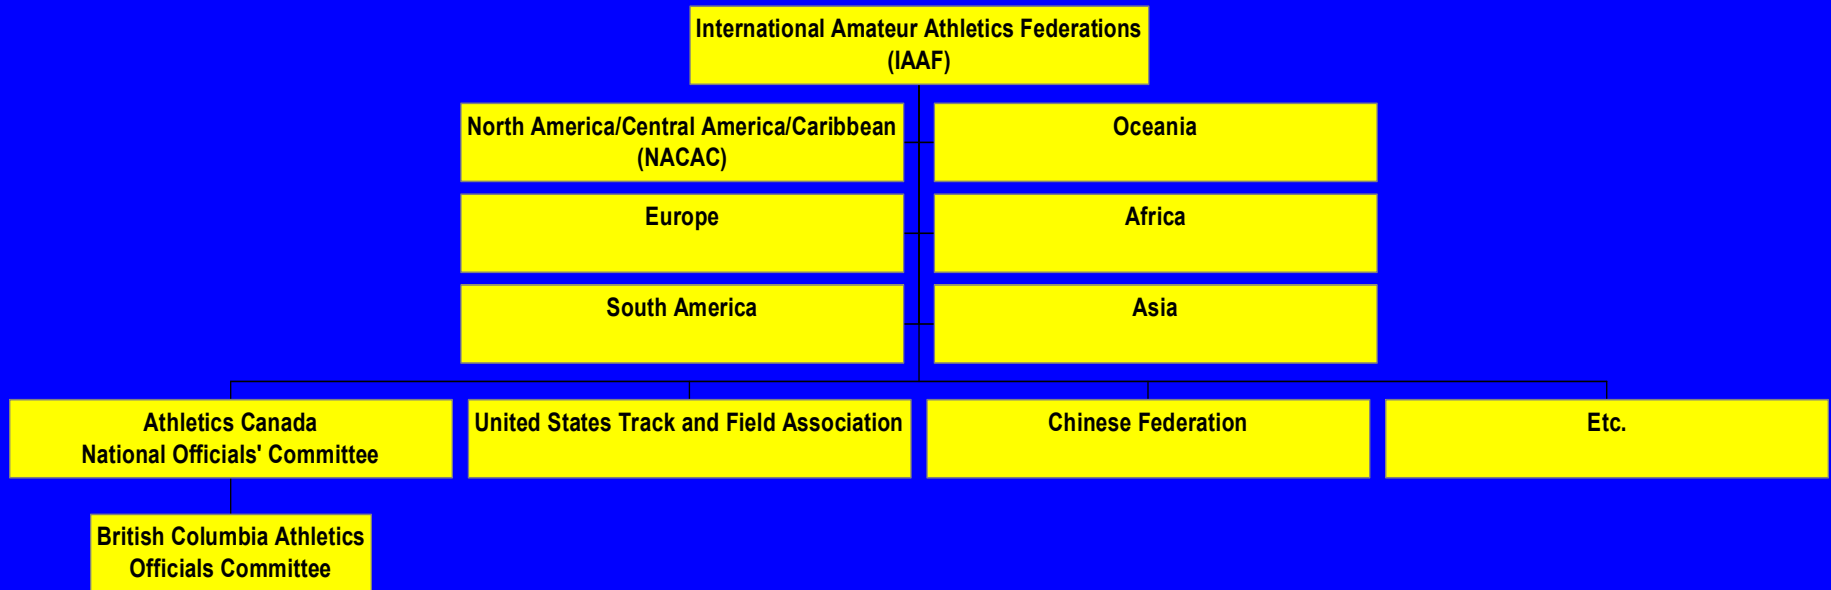 International Amateur Athletics Federations
(IAAF)
North America/Central America/Caribbean
(NACAC)
Oceania
Europe
Africa
South America
Asia
Athletics Canada
National Officials' Committee
United States Track and Field Association
Chinese Federation
Etc.
British Columbia Athletics
Officials Committee